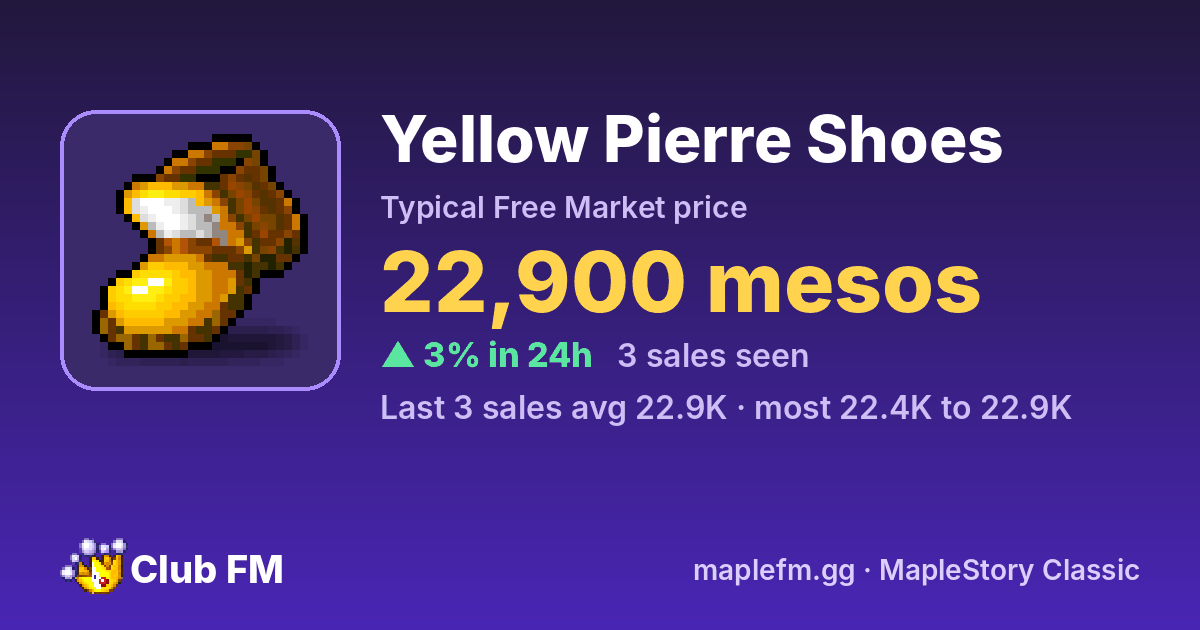 Yellow Pierre Shoes
Typical Free Market price
22,900 mesos
▲ 3% in 24h 3 sales seen
Last 3 sales avg 22.9K · most 22.4K to 22.9K
Club FM
maplefm.gg · MapleStory Classic